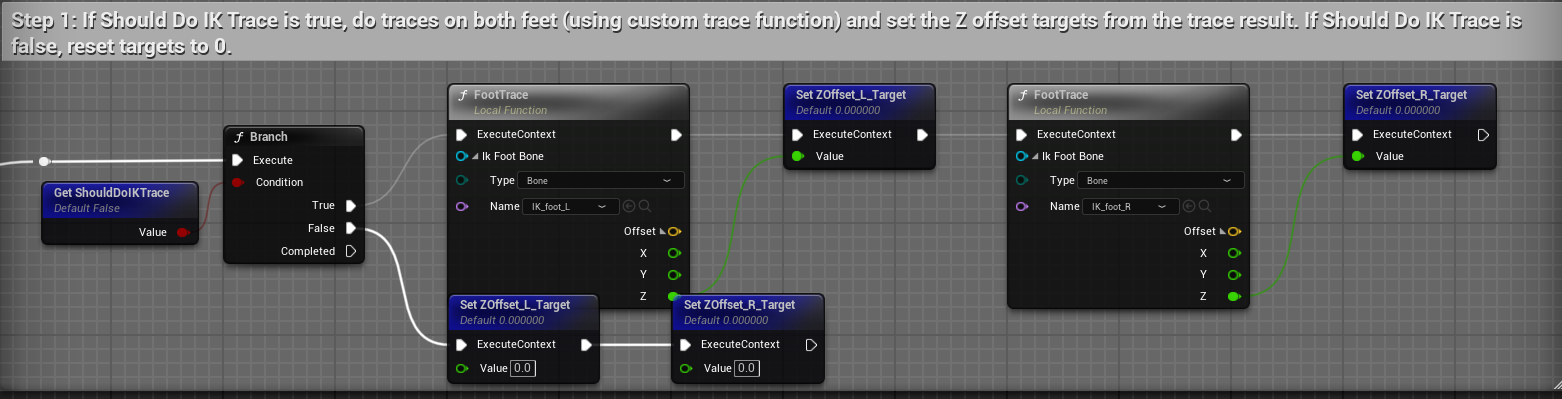 Step 1: If Should Do IK Trace is true, do traces on both feet (using custom trace function) and set the Z offset targets from the trace result. If Should Do IK Trace is
false, reset targets to 0.
Get ShouldDoIKTrace
Default False
Value
f Branch
Execute
Condition
True
False
Completed
f FootTrace
Local Function
ExecuteContext
Ik Foot Bone
Type Bone
Name IK_foot_L
Offset
X
Y
Z
Set ZOffset_L_Target
Default 0.000000
ExecuteContext
Value
f FootTrace
Local Function
ExecuteContext
Ik Foot Bone
Type Bone
Name IK_foot_R
Offset
X
Y
Z
Set ZOffset_R_Target
Default 0.000000
ExecuteContext
Value
Set ZOffset_L_Target
Default 0.000000
ExecuteContext
Value 0.0
Set ZOffset_R_Target
Default 0.000000
ExecuteContext
Value 0.0